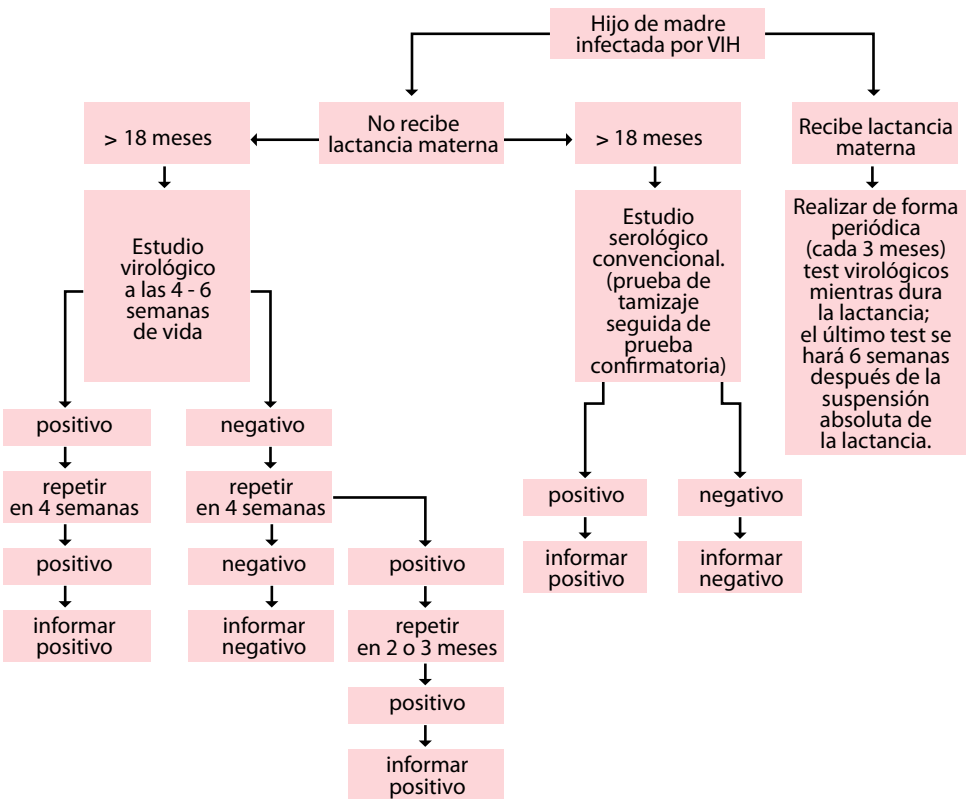 Hijo de madre
infectada por VIH
> 18 meses
No recibe
lactancia materna
> 18 meses
Recibe lactancia
materna
Estudio
virológico
a las 4 - 6
semanas
de vida
Estudio
serológico
convencional.
(prueba de
tamizaje
seguida de
prueba
confirmatoria)
Realizar de forma
periódica
(cada 3 meses)
test virológicos
mientras dura
la lactancia;
el último test se
hará 6 semanas
después de la
suspensión
absoluta de
la lactancia.
positivo
negativo
repetir
en 4 semanas
repetir
en 4 semanas
positivo
negativo
positivo
negativo
positivo
informar
positivo
informar
negativo
informar
positivo
informar
negativo
repetir
en 2 o 3 meses
positivo
informar
positivo